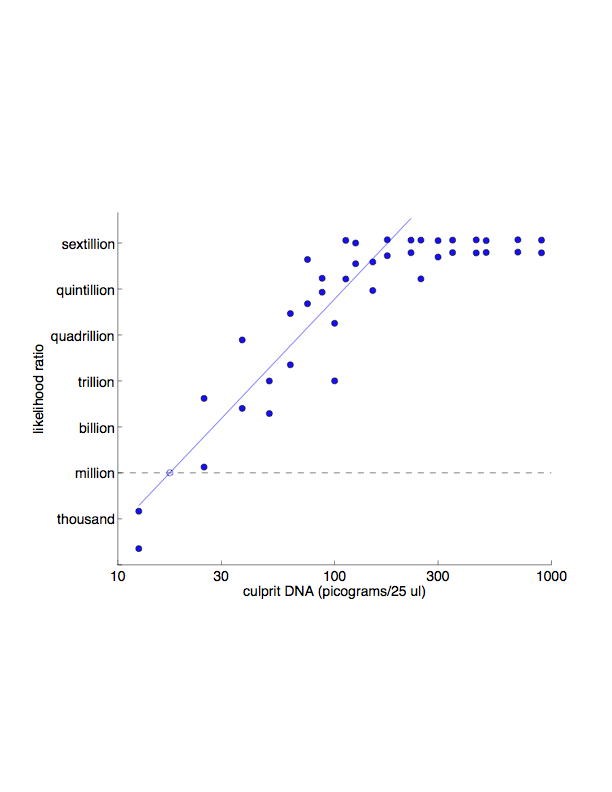 likelihood ratio
sextillion
quintillion
quadrillion
trillion
billion
million
thousand
10 30 100 300 1000
culprit DNA (picograms/25 ul)